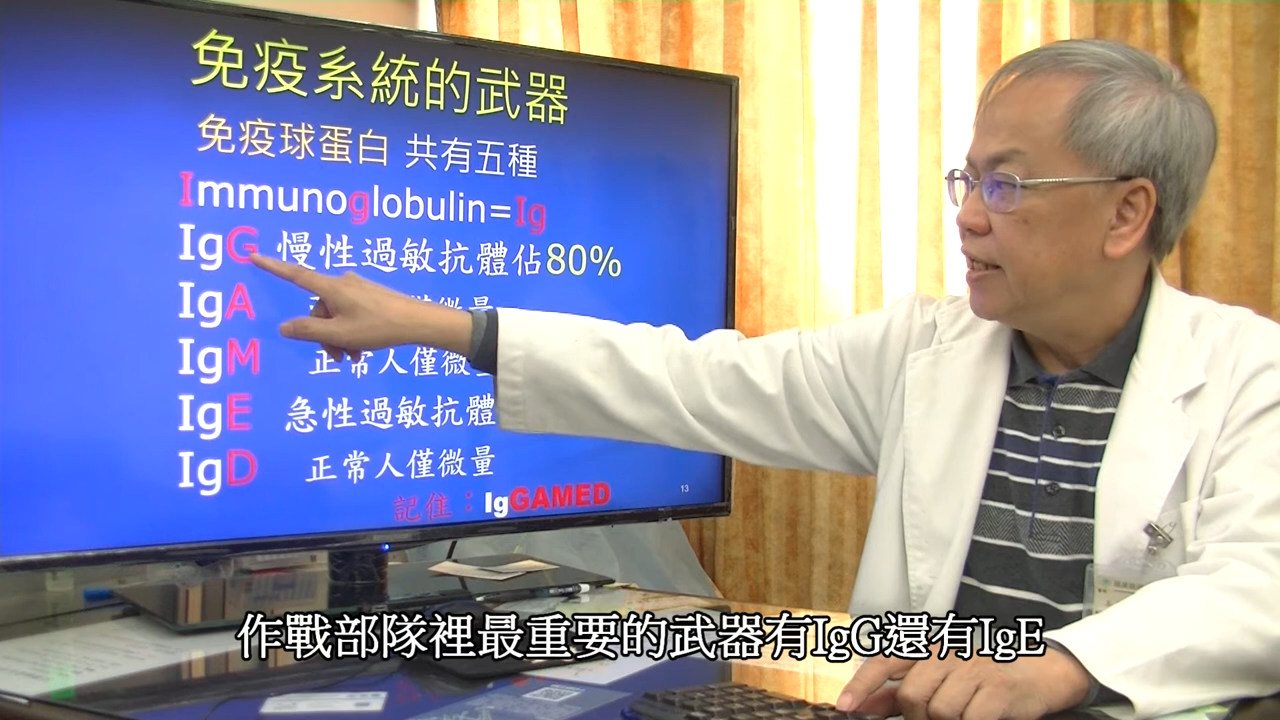 免疫系統的武器
免疫球蛋白 共有五種
Immunoglobulin=Ig
IgG 慢性過敏抗體佔80%
IgA 微量
IgM 正常人僅微量
IgE 急性過敏抗體
IgD 正常人僅微量
記住：IgGAMED
13
作戰部隊裡最重要的武器有IgG還有IgE